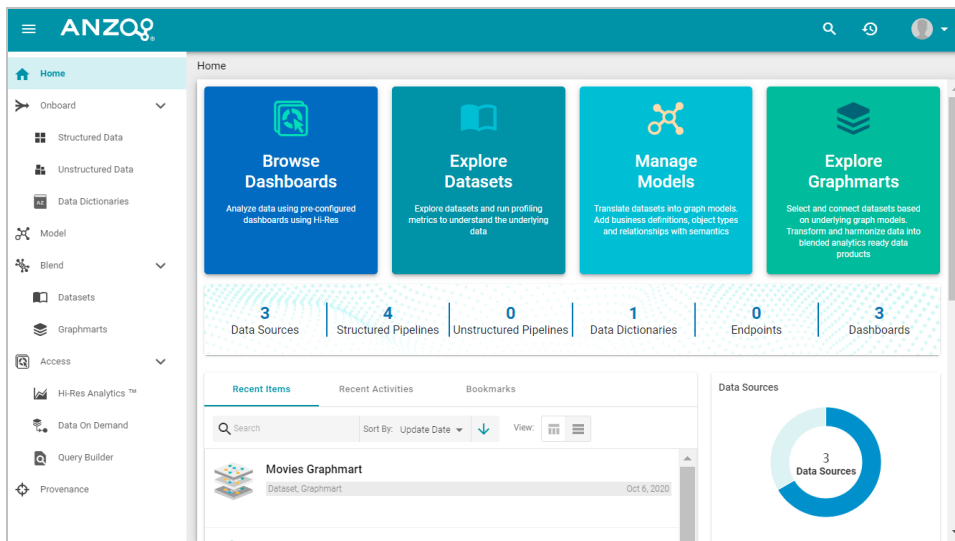 ANZO®
Home
Onboard
Structured Data
Unstructured Data
AZ
Data Dictionaries
Model
Blend
Datasets
Graphmarts
Access
Hi-Res Analytics ™
Data On Demand
Query Builder
Provenance
Home
Browse
Dashboards
Analyze data using pre-configured
dashboards using Hi-Res
Explore
Datasets
Explore datasets and run profiling
metrics to understand the underlying
data
Manage
Models
Translate datasets into graph models.
Add business definitions, object types
and relationships with semantics
Explore
Graphmarts
Select and connect datasets based
on underlying graph models.
Transform and harmonize data into
blended analytics ready data
products
3
Data Sources
4
Structured Pipelines
0
Unstructured Pipelines
1
Data Dictionaries
0
Endpoints
3
Dashboards
Recent Items Recent Activities Bookmarks
Search Sort By: Update Date View:
Movies Graphmart
Dataset, Graphmart Oct 6, 2020
Data Sources
3
Data Sources